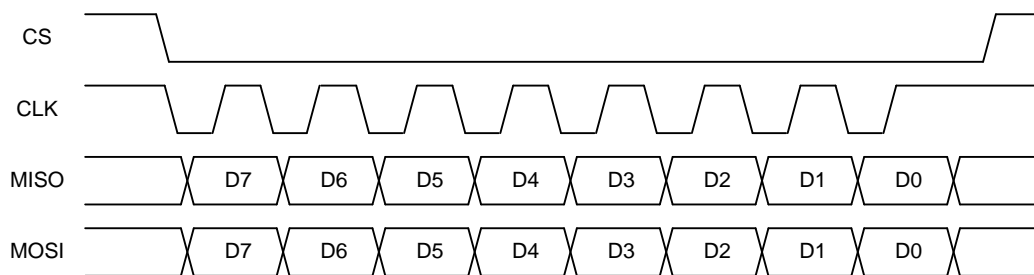 CS
CLK
MISO D7 D6 D5 D4 D3 D2 D1 D0
MOSI D7 D6 D5 D4 D3 D2 D1 D0